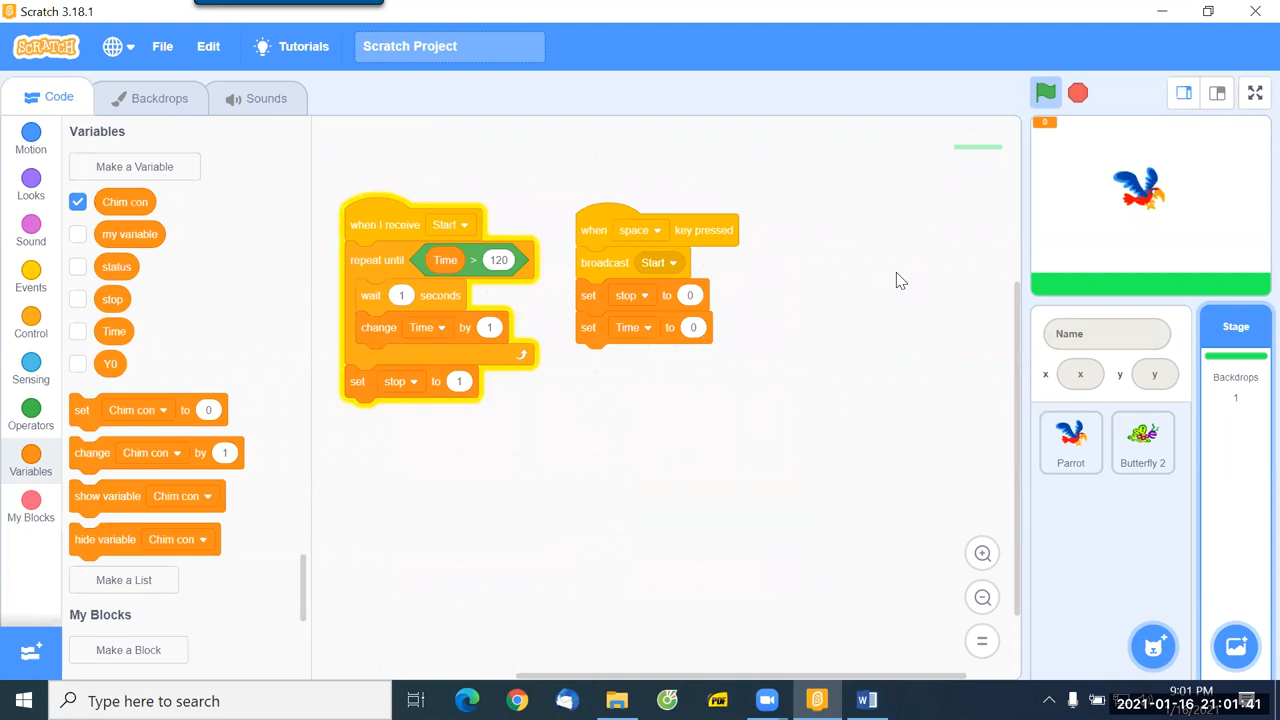 Scratch 3.18.1
SCRATCH
File
Edit
Tutorials
Scratch Project
Code
Backdrops
Sounds
Motion
Looks
Sound
Events
Control
Sensing
Operators
Variables
My Blocks
Variables
Make a Variable
Chim con
my variable
status
stop
Time
Y0
set Chim con to 0
change Chim con by 1
show variable Chim con
hide variable Chim con
Make a List
My Blocks
Make a Block
when I receive Start
repeat until Time > 120
wait 1 seconds
change Time by 1
set stop to 1
when space key pressed
broadcast Start
set stop to 0
set Time to 0
0
Name
x x y y
Parrot
Butterfly 2
Stage
Backdrops
1
Type here to search
PDF
9:01 PM
2021-01-16 21:01:41